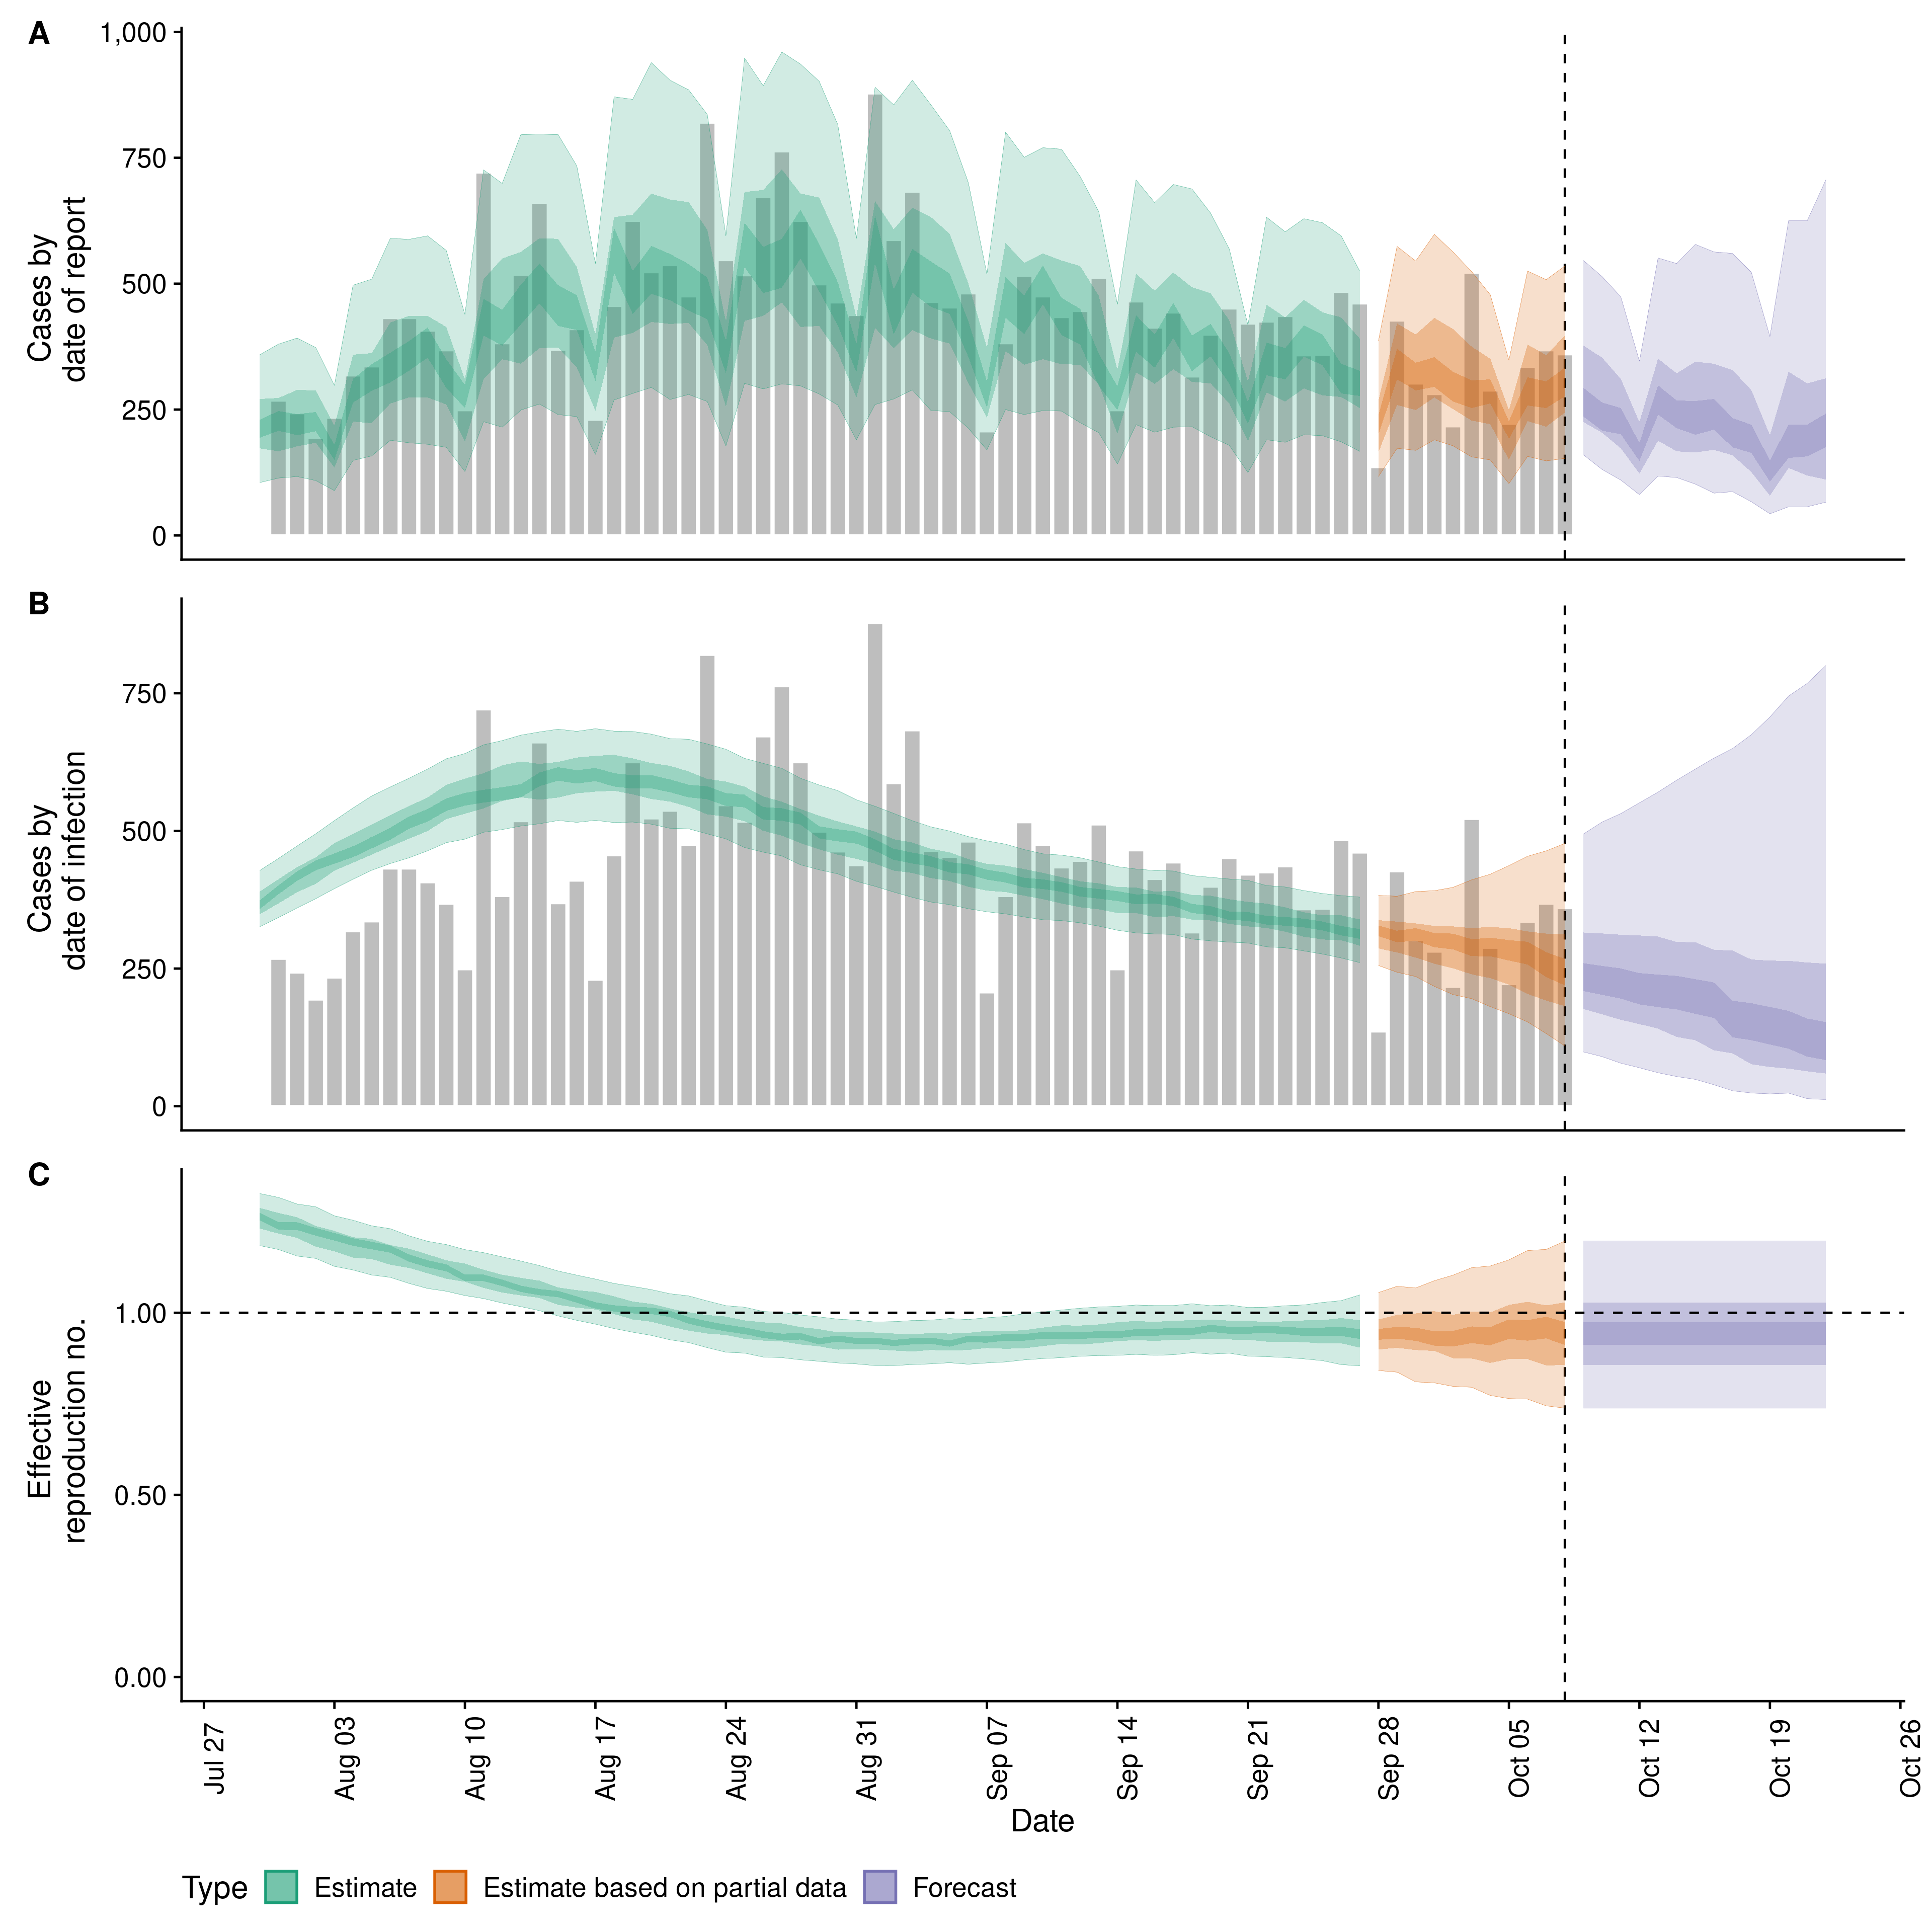 A
1,000
750
500
250
0
Cases by
date of report
B
750
500
250
0
Cases by
date of infection
C
1.00
0.50
0.00
Effective
reproduction no.
Jul 27
Aug 03
Aug 10
Aug 17
Aug 24
Aug 31
Sep 07
Sep 14
Sep 21
Sep 28
Oct 05
Oct 12
Oct 19
Oct 26
Date
Type Estimate Estimate based on partial data Forecast